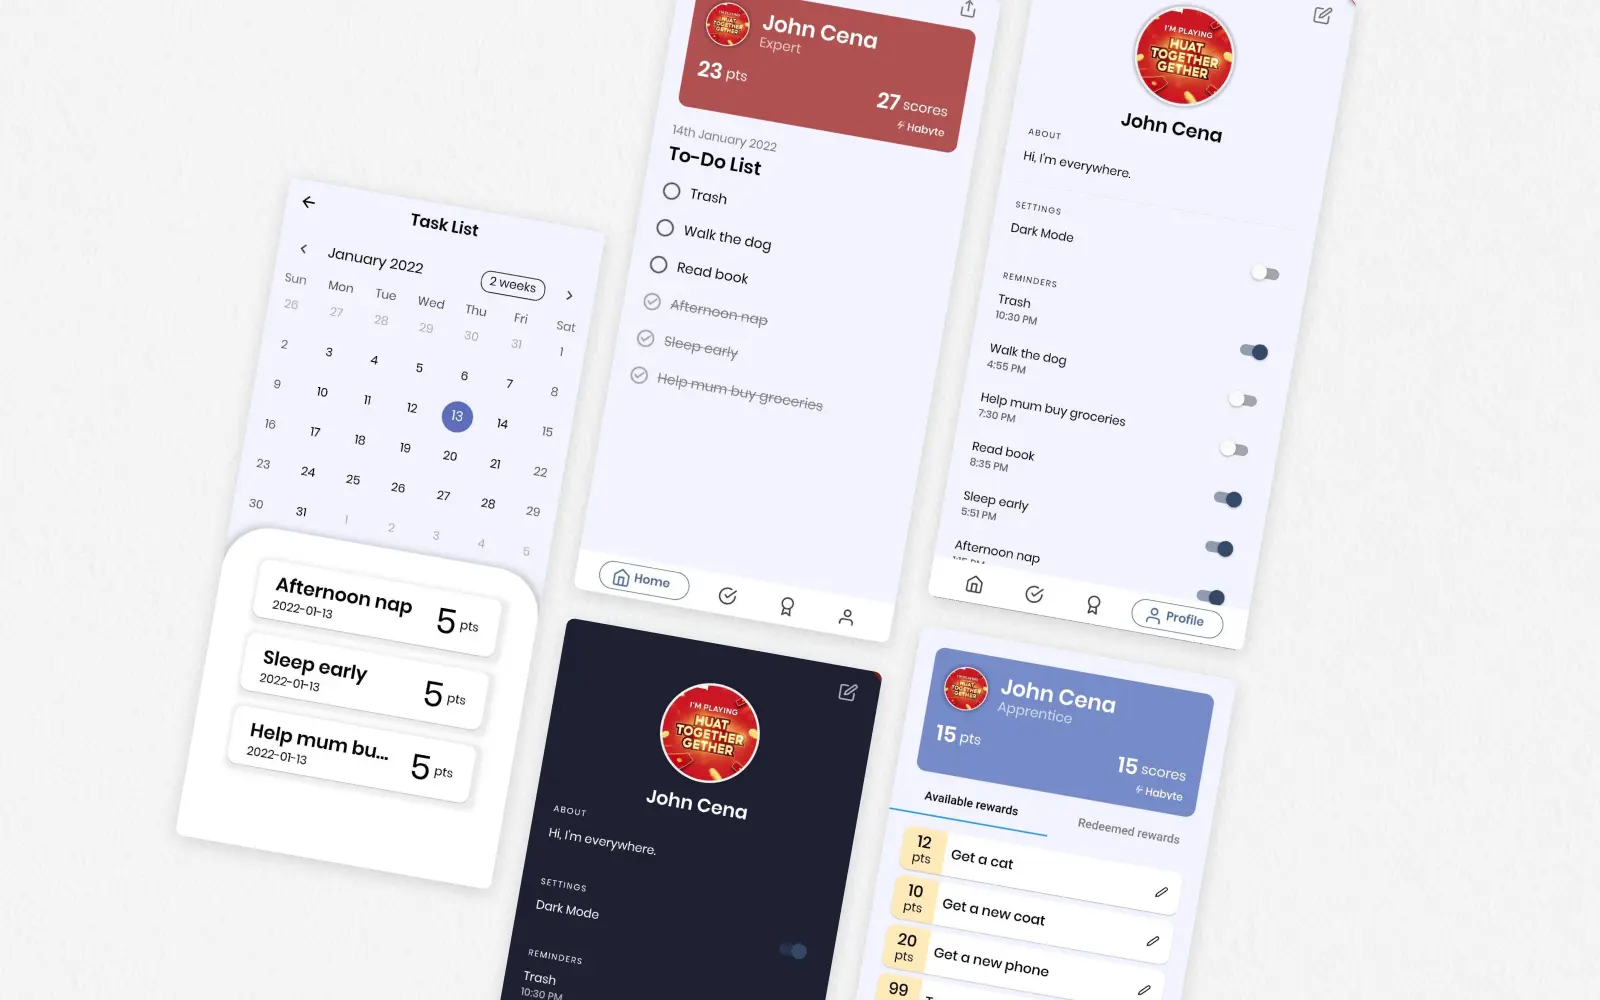 Task List
January 2022
2 weeks
Sun Mon Tue Wed Thu Fri Sat
26 27 28 29 30 31 1
2 3 4 5 6 7 8
9 10 11 12 13 14 15
16 17 18 19 20 21 22
23 24 25 26 27 28 29
30 31 1 2 3 4 5
Afternoon nap
2022-01-13
5 pts
Sleep early
2022-01-13
5 pts
Help mum bu...
2022-01-13
5 pts
John Cena
Expert
23 pts
27 scores
Habyte
14th January 2022
To-Do List
Trash
Walk the dog
Read book
Afternoon nap
Sleep early
Help mum buy groceries
Home
I'M PLAYING
HUAT
TOGETHER
GETHER
John Cena
ABOUT
Hi, I'm everywhere.
SETTINGS
Dark Mode
REMINDERS
Trash
10:30 PM
Walk the dog
4:55 PM
Help mum buy groceries
7:30 PM
Read book
8:35 PM
Sleep early
5:51 PM
Afternoon nap
Profile
I'M PLAYING
HUAT
TOGETHER
GETHER
John Cena
ABOUT
Hi, I'm everywhere.
SETTINGS
Dark Mode
REMINDERS
Trash
10:30 PM
John Cena
Apprentice
15 pts
15 scores
Habyte
Available rewards
Redeemed rewards
12 pts
Get a cat
10 pts
Get a new coat
20 pts
Get a new phone
99